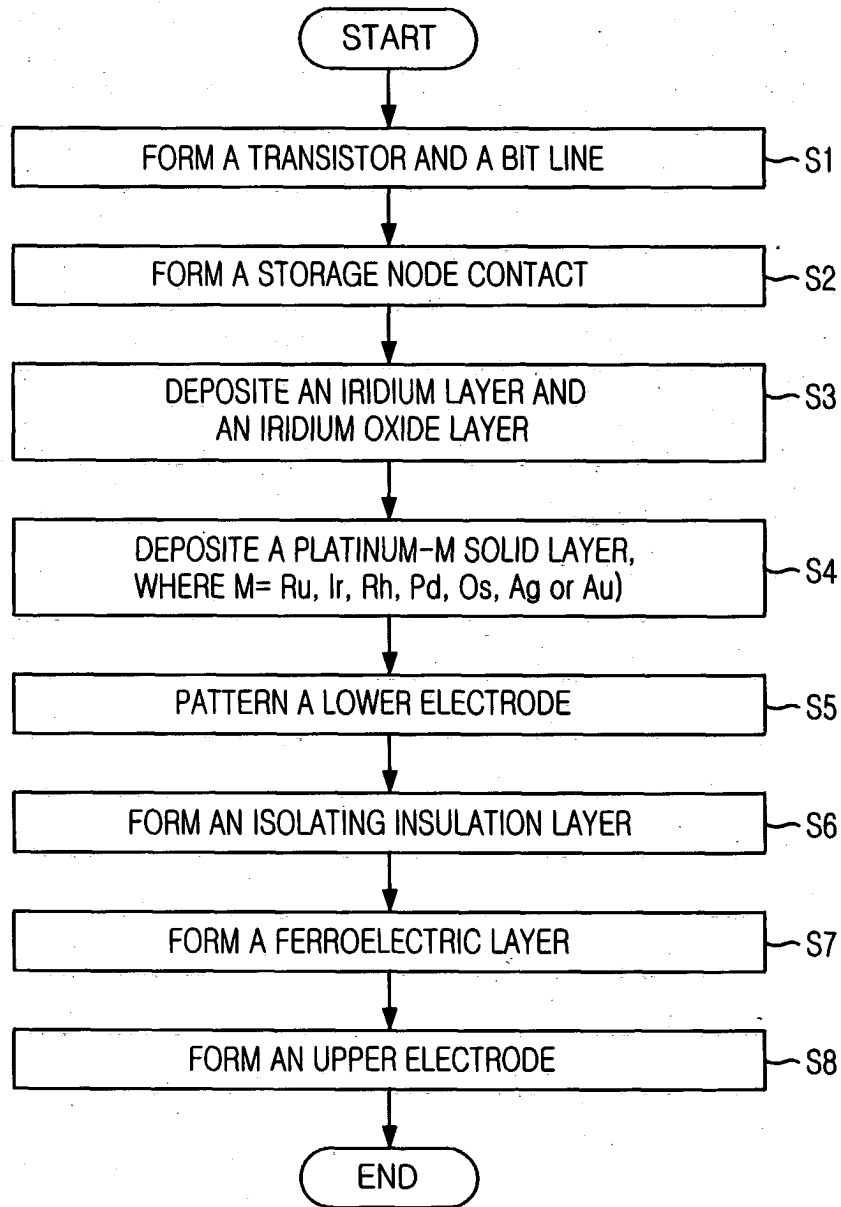 START
FORM A TRANSISTOR AND A BIT LINE
S1
FORM A STORAGE NODE CONTACT
S2
DEPOSITE AN IRIDIUM LAYER AND
AN IRIDIUM OXIDE LAYER
S3
DEPOSITE A PLATINUM-M SOLID LAYER,
WHERE M= Ru, Ir, Rh, Pd, Os, Ag or Au)
S4
PATTERN A LOWER ELECTRODE
S5
FORM AN ISOLATING INSULATION LAYER
S6
FORM A FERROELECTRIC LAYER
S7
FORM AN UPPER ELECTRODE
S8
END